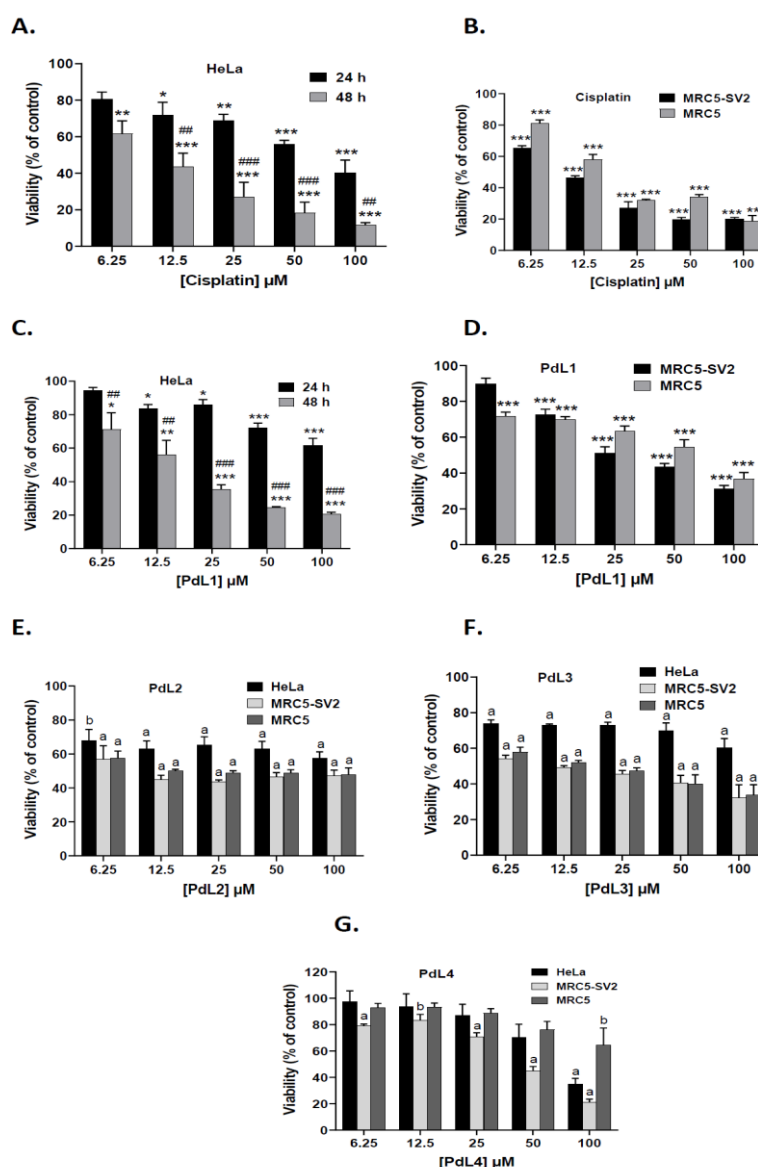 A.
HeLa
24 h
48 h
Viability (% of control)
100
80
60
40
20
0
** ## *** * ** ### *** *** ### *** *** ## ***
6.25 12.5 25 50 100
[Cisplatin] µM
B.
Cisplatin
MRC5-SV2
MRC5
Viability (% of control)
100
80
60
40
20
0
*** *** *** *** *** *** *** *** *** **
6.25 12.5 25 50 100
[Cisplatin] µM
C.
HeLa
24 h
48 h
Viability (% of control)
100
80
60
40
20
0
## * * ## ** * ### *** *** ### *** *** ### ***
6.25 12.5 25 50 100
[PdL1] µM
D.
PdL1
MRC5-SV2
MRC5
Viability (% of control)
100
80
60
40
20
0
*** *** *** *** *** *** *** *** ***
6.25 12.5 25 50 100
[PdL1] µM
E.
PdL2
HeLa
MRC5-SV2
MRC5
Viability (% of control)
100
80
60
40
20
0
b a a a a a a a a a a a a a a
6.25 12.5 25 50 100
[PdL2] µM
F.
PdL3
HeLa
MRC5-SV2
MRC5
Viability (% of control)
100
80
60
40
20
0
a a a a a a a a a a a a a a a
6.25 12.5 25 50 100
[PdL3] µM
G.
PdL4
HeLa
MRC5-SV2
MRC5
Viability (% of control)
120
100
80
60
40
20
0
a b a a a a b
6.25 12.5 25 50 100
[PdL4] µM